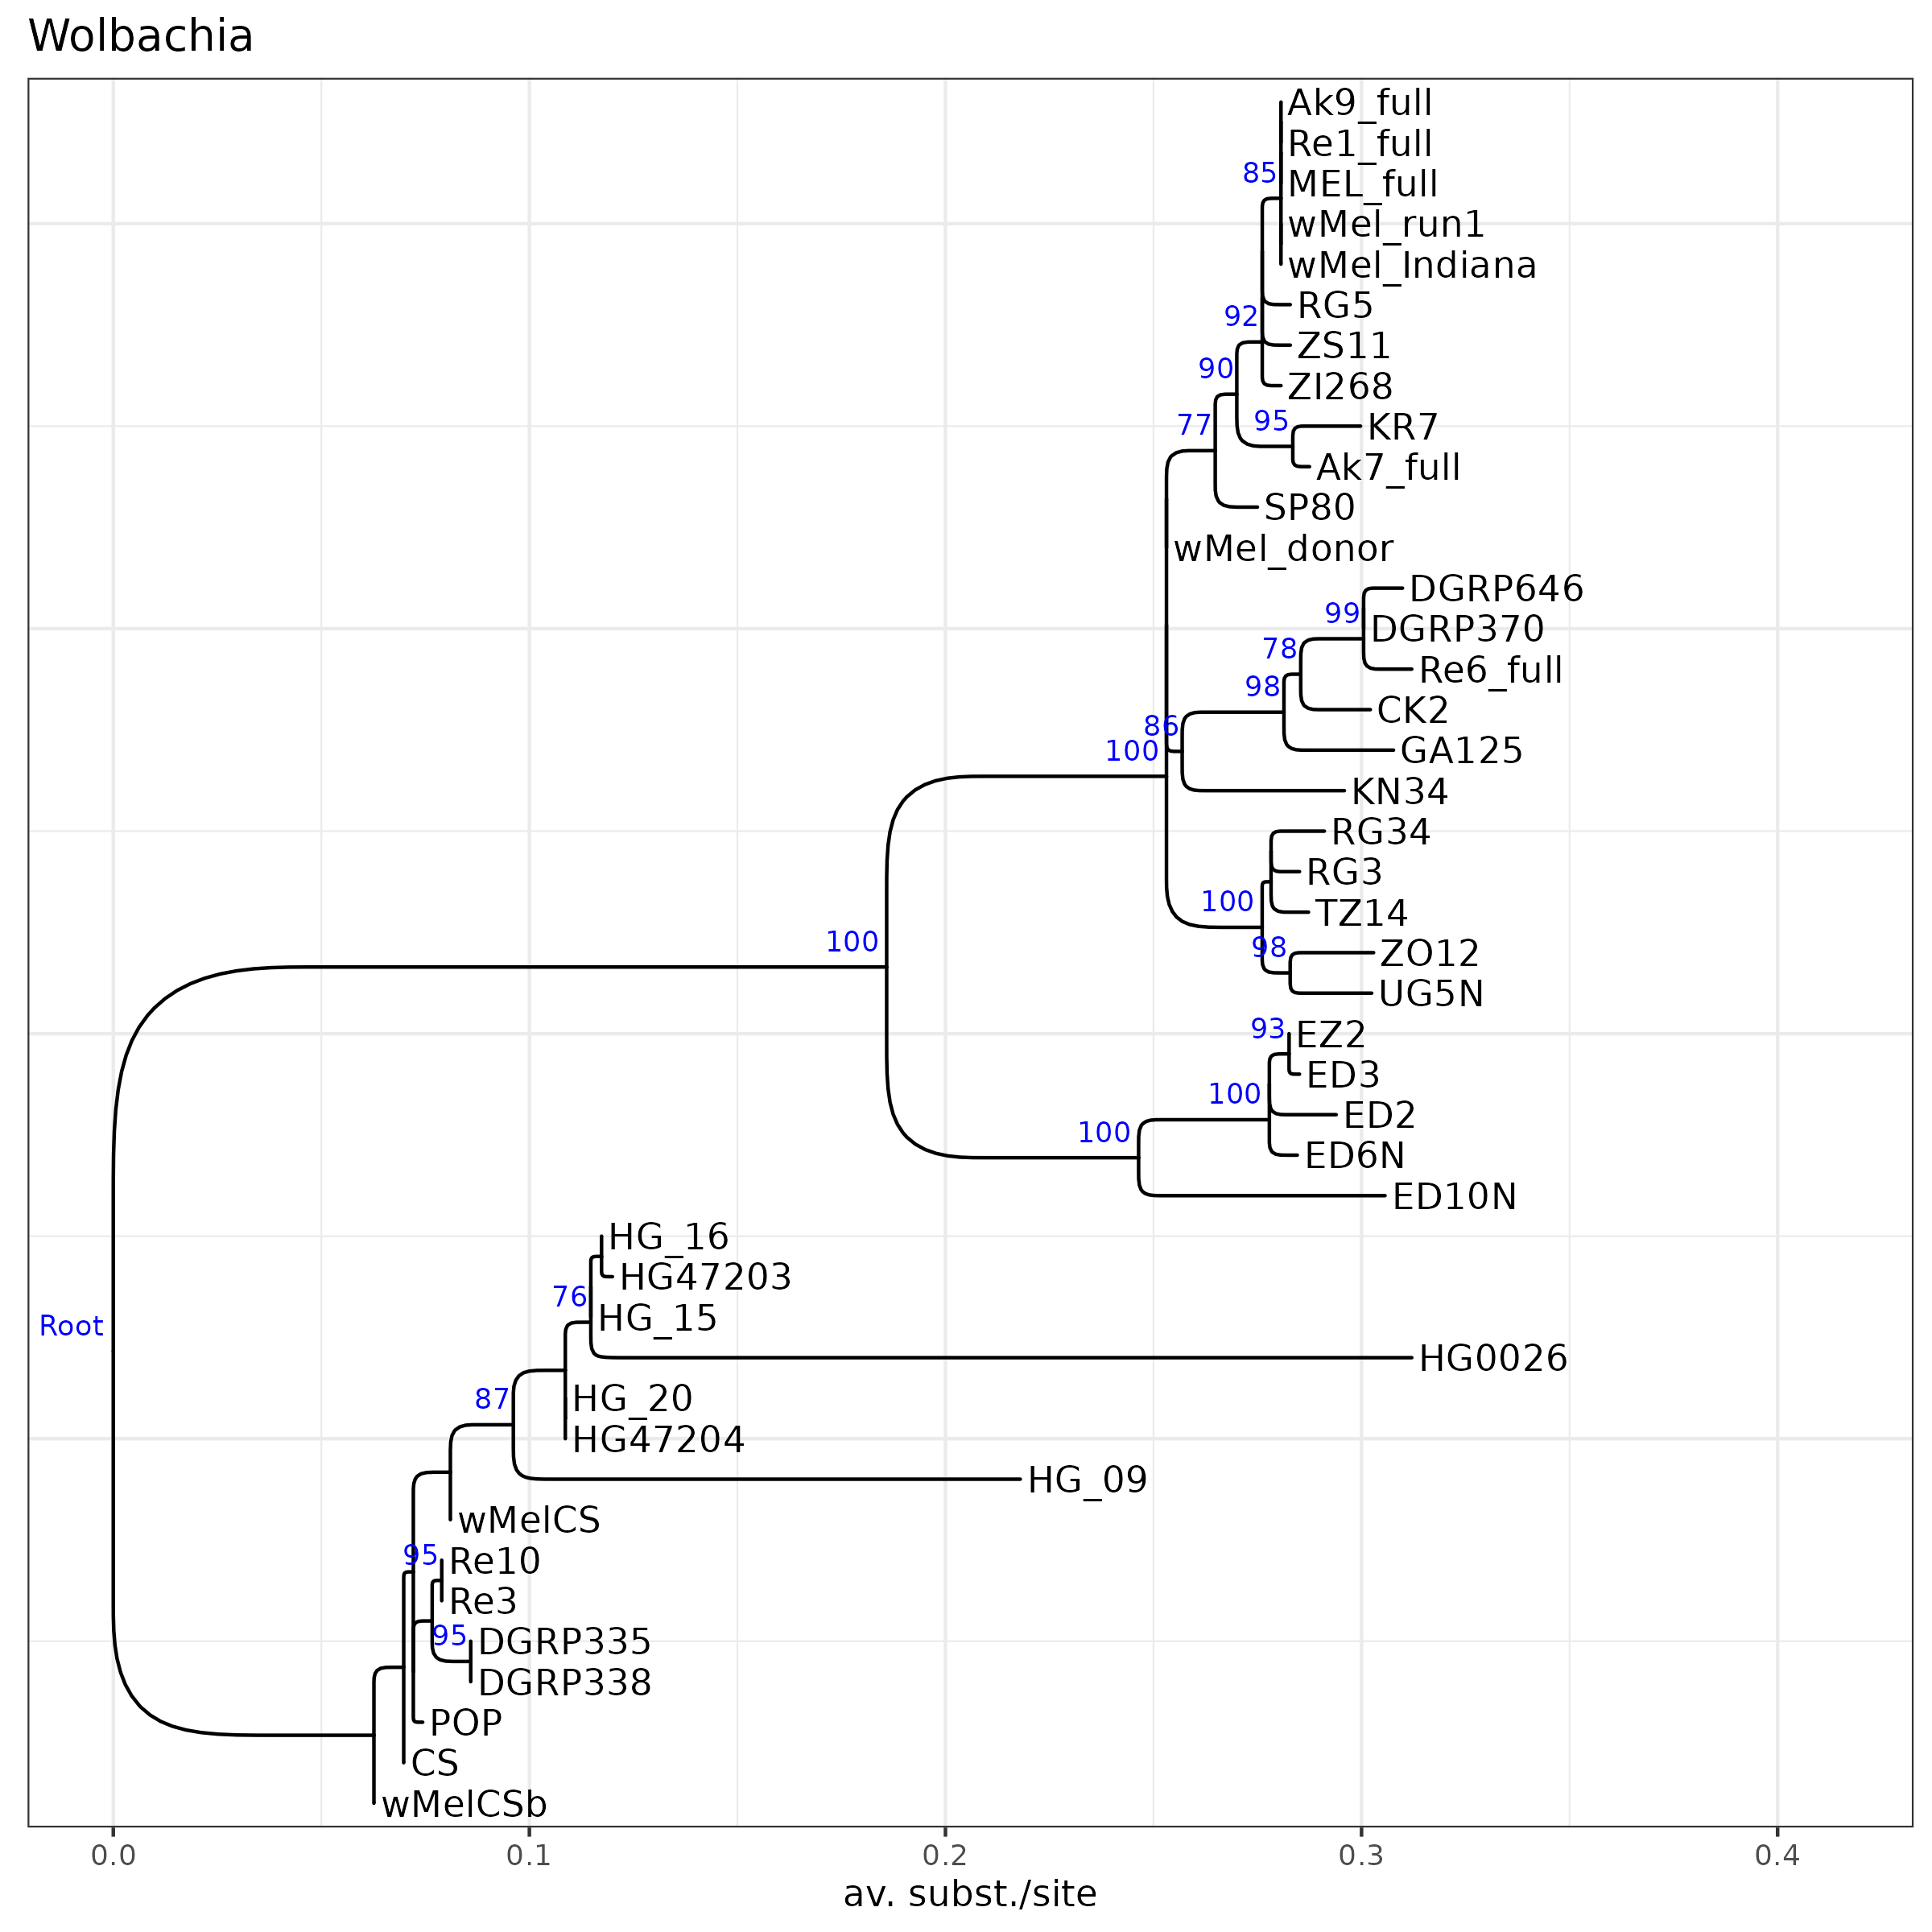 Wolbachia
Ak9_full
Re1_full
85
MEL_full
wMel_run1
wMel_Indiana
RG5
92
ZS11
90
ZI268
95
77
KR7
Ak7_full
SP80
wMel_donor
DGRP646
99
DGRP370
78
Re6_full
98
CK2
86
100
GA125
KN34
RG34
RG3
100
TZ14
100
98
ZO12
UG5N
93
EZ2
ED3
100
ED2
100
ED6N
ED10N
HG_16
HG47203
76
HG_15
Root
HG0026
87
HG_20
HG47204
HG_09
wMelCS
95
Re10
Re3
95
DGRP335
DGRP338
POP
CS
wMelCSb
0.0 0.1 0.2 0.3 0.4
av. subst./site